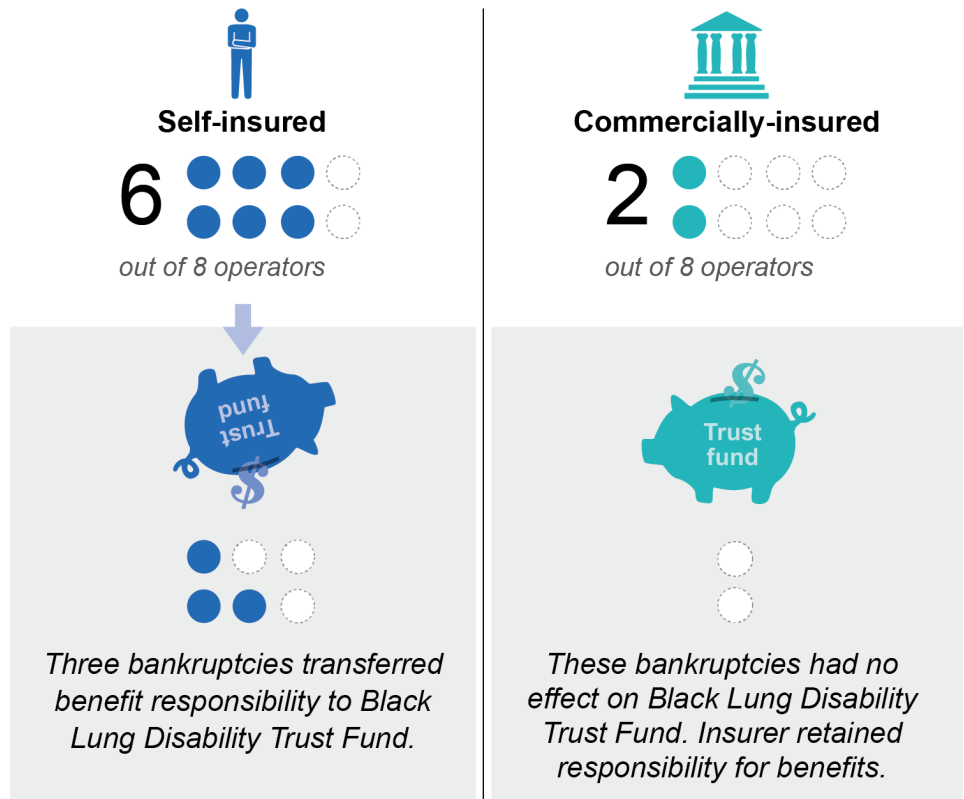 Self-insured
6
out of 8 operators
Trust
fund
$
Three bankruptcies transferred
benefit responsibility to Black
Lung Disability Trust Fund.
Commercially-insured
2
out of 8 operators
$
Trust
fund
These bankruptcies had no
effect on Black Lung Disability
Trust Fund. Insurer retained
responsibility for benefits.